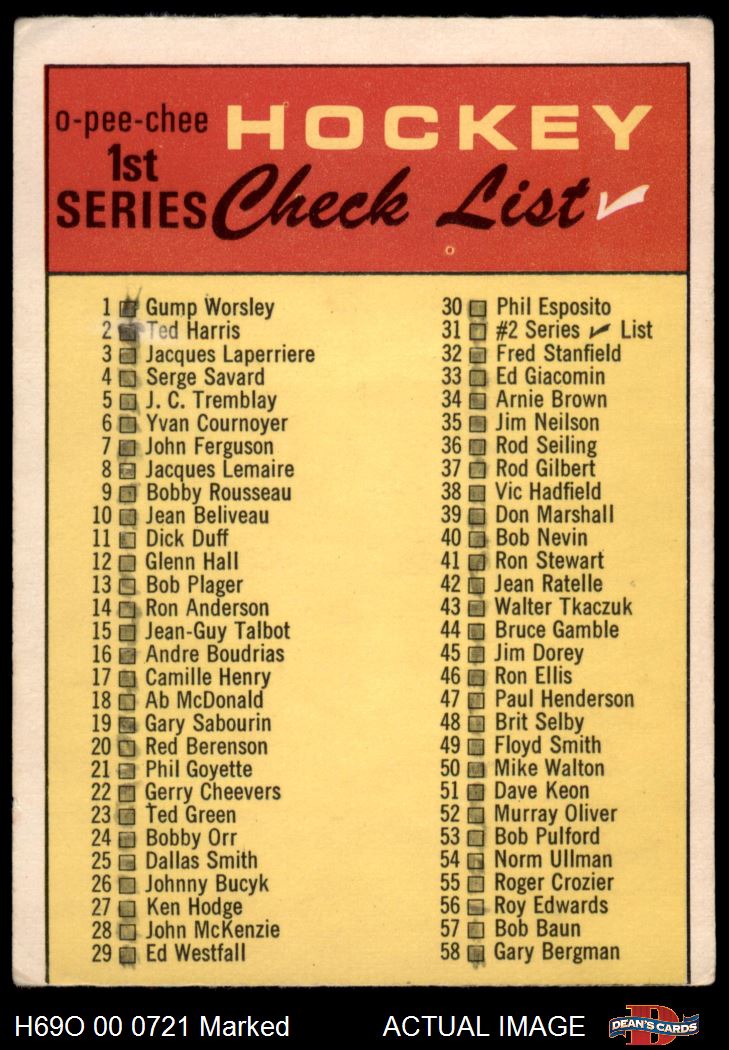 o-pee-chee HOCKEY
1st
SERIES Check List
1 Gump Worsley
2 Ted Harris
3 Jacques Laperriere
4 Serge Savard
5 J. C. Tremblay
6 Yvan Cournoyer
7 John Ferguson
8 Jacques Lemaire
9 Bobby Rousseau
10 Jean Beliveau
11 Dick Duff
12 Glenn Hall
13 Bob Plager
14 Ron Anderson
15 Jean-Guy Talbot
16 Andre Boudrias
17 Camille Henry
18 Ab McDonald
19 Gary Sabourin
20 Red Berenson
21 Phil Goyette
22 Gerry Cheevers
23 Ted Green
24 Bobby Orr
25 Dallas Smith
26 Johnny Bucyk
27 Ken Hodge
28 John McKenzie
29 Ed Westfall
30 Phil Esposito
31 #2 Series ✓ List
32 Fred Stanfield
33 Ed Giacomin
34 Arnie Brown
35 Jim Neilson
36 Rod Seiling
37 Rod Gilbert
38 Vic Hadfield
39 Don Marshall
40 Bob Nevin
41 Ron Stewart
42 Jean Ratelle
43 Walter Tkaczuk
44 Bruce Gamble
45 Jim Dorey
46 Ron Ellis
47 Paul Henderson
48 Brit Selby
49 Floyd Smith
50 Mike Walton
51 Dave Keon
52 Murray Oliver
53 Bob Pulford
54 Norm Ullman
55 Roger Crozier
56 Roy Edwards
57 Bob Baun
58 Gary Bergman
H69O 00 0721 Marked ACTUAL IMAGE DEAN'S CARDS